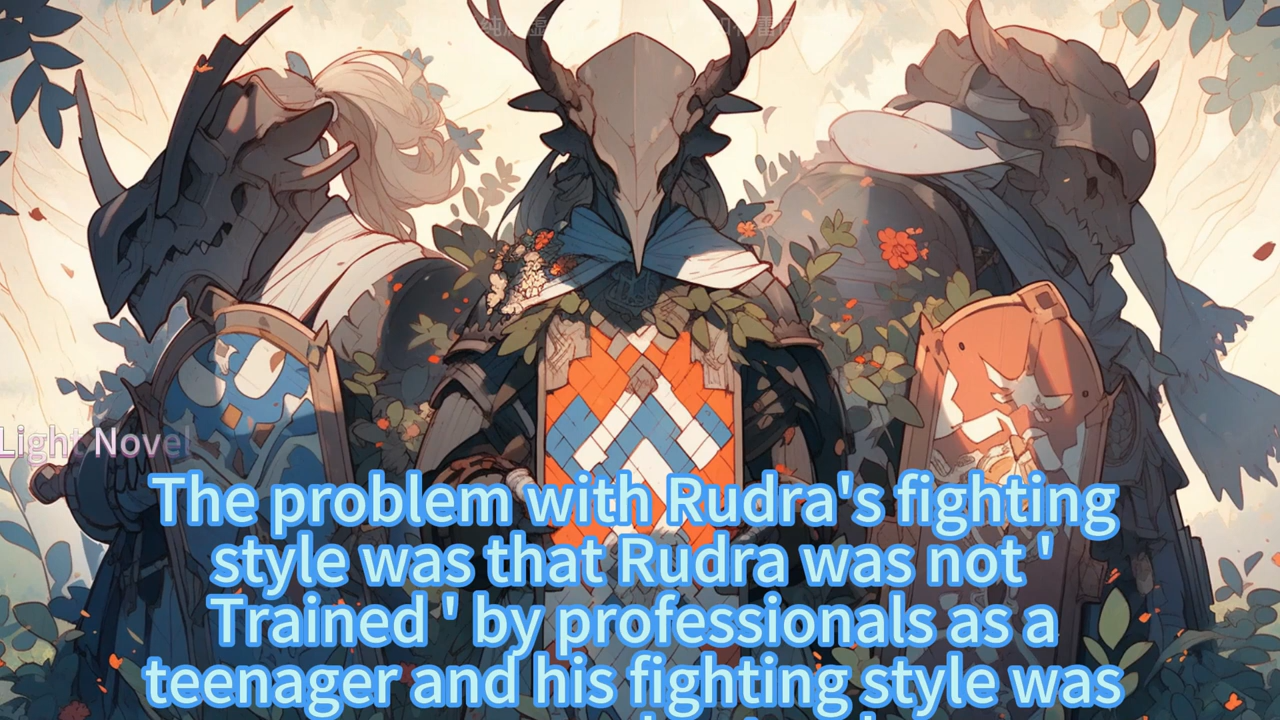 Light Novel
The problem with Rudra's fighting
style was that Rudra was not '
Trained ' by professionals as a
teenager and his fighting style was